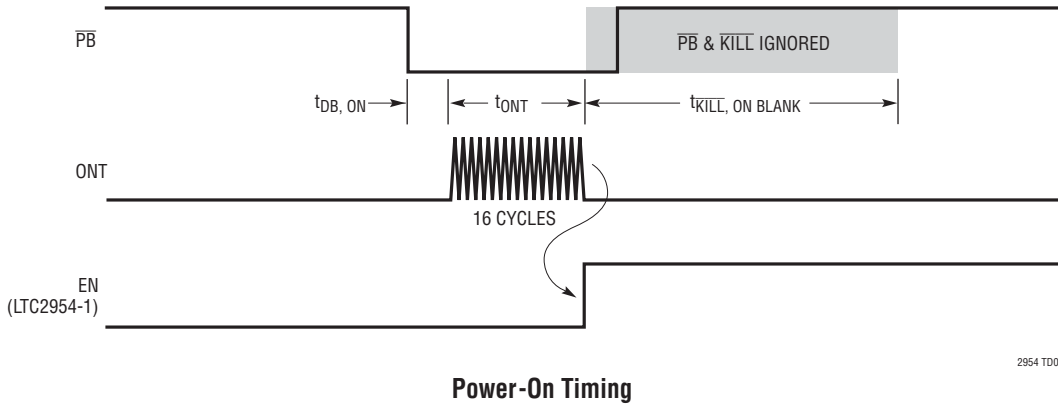 PB
PB & KILL IGNORED
tDB, ON
tONT
tKILL, ON BLANK
ONT
16 CYCLES
EN
(LTC2954-1)
2954 TD0
Power-On Timing